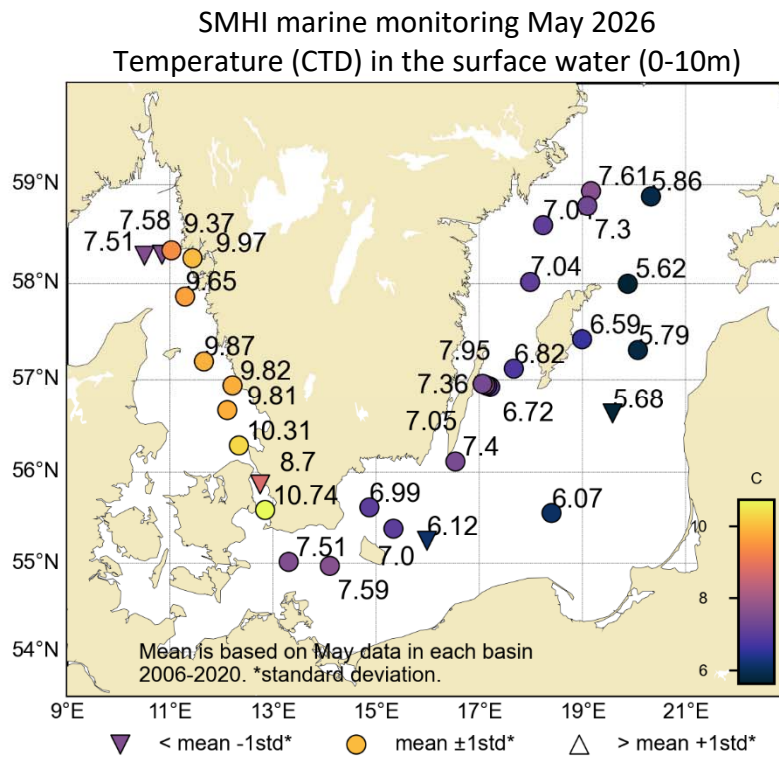 SMHI marine monitoring May 2026
Temperature (CTD) in the surface water (0-10m)
59°N
58°N
57°N
56°N
55°N
54°N
7.61
5.86
7.3
7.58
9.37
7.51
9.97
9.65
7.04
5.62
6.59
5.79
9.87
7.95
6.82
9.82
7.36
9.81
6.72
5.68
7.05
10.31
7.4
8.7
10.74
6.99
6.12
6.07
7.51
7.0
7.59
C
10
8
6
Mean is based on May data in each basin
2006-2020. *standard deviation.
9°E 11°E 13°E 15°E 17°E 19°E 21°E
< mean -1std* mean ±1std* > mean +1std*